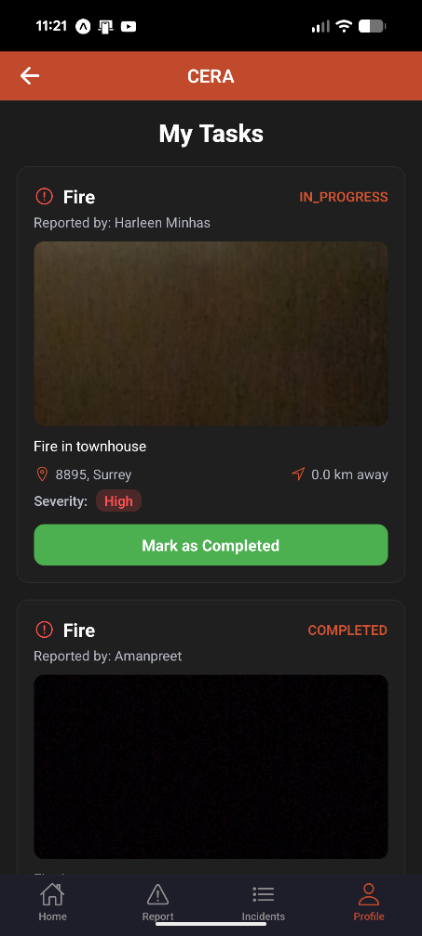 11:21
CERA
My Tasks
Fire
IN_PROGRESS
Reported by: Harleen Minhas
Fire in townhouse
8895, Surrey
0.0 km away
Severity: High
Mark as Completed
Fire
COMPLETED
Reported by: Amanpreet
Home
Report
Incidents
Profile